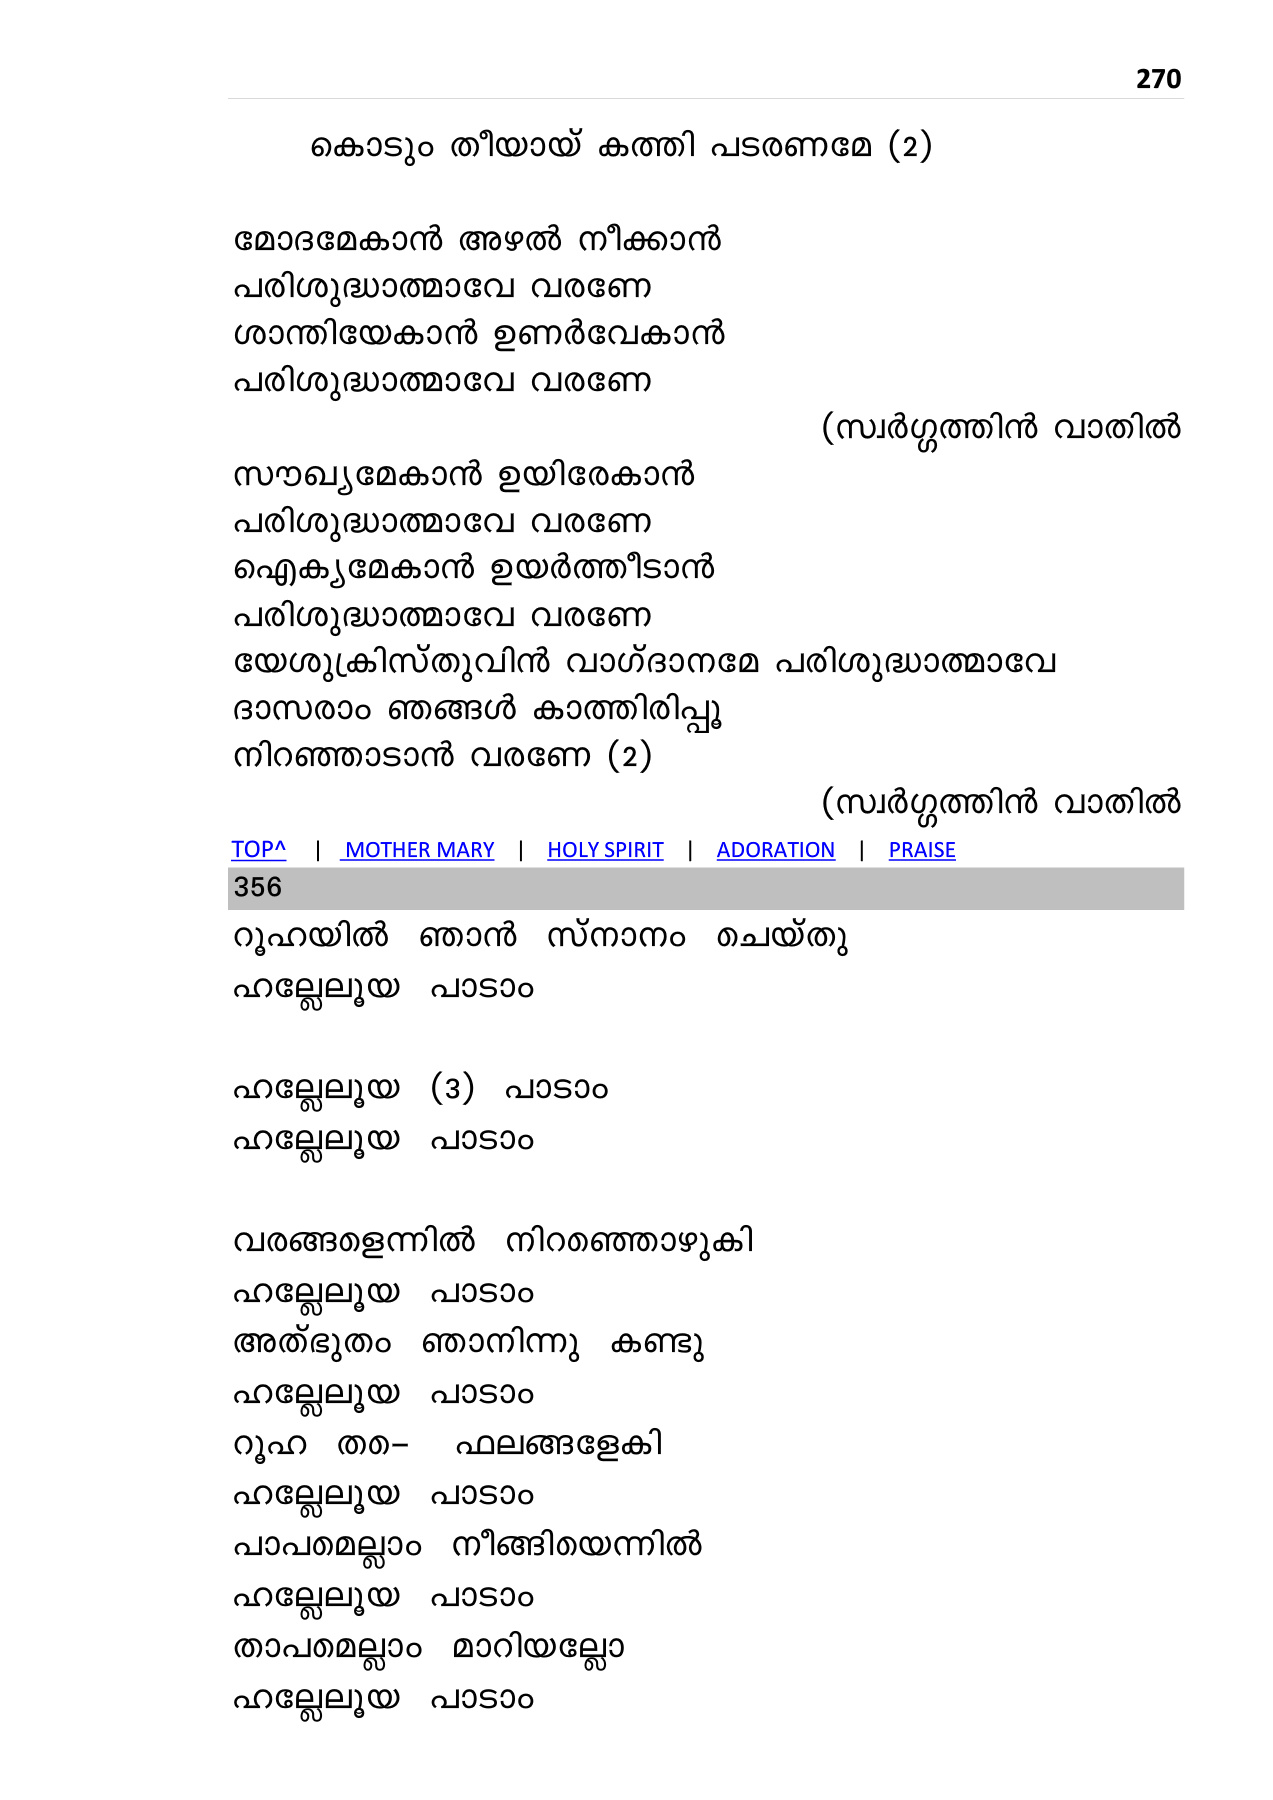 270
കൊടും തീയായ് കത്തി പടരണമേ (2)
മോദമേകാൻ അഴൽ നീക്കാൻ
പരിശുദ്ധാത്മാവേ വരണേ
ശാന്തിയേകാൻ ഉണർവേകാൻ
പരിശുദ്ധാത്മാവേ വരണേ
(സ്വർഗ്ഗത്തിൻ വാതിൽ
സൗഖ്യമേകാൻ ഉയിരേകാൻ
പരിശുദ്ധാത്മാവേ വരണേ
ഐക്യമേകാൻ ഉയർത്തീടാൻ
പരിശുദ്ധാത്മാവേ വരണേ
യേശുക്രിസ്തുവിൻ വാഗ്ദാനമേ പരിശുദ്ധാത്മാവേ
ദാസരാം ഞങ്ങൾ കാത്തിരിപ്പൂ
നിറഞ്ഞാടാൻ വരണേ (2)
(സ്വർഗ്ഗത്തിൻ വാതിൽ
TOP^ | MOTHER MARY | HOLY SPIRIT | ADORATION | PRAISE
356
റൂഹയിൽ ഞാൻ സ്നാനം ചെയ്തു
ഹല്ലേലൂയ പാടാം
ഹല്ലേലൂയ (3) പാടാം
ഹല്ലേലൂയ പാടാം
വരങ്ങളെന്നിൽ നിറഞ്ഞൊഴുകി
ഹല്ലേലൂയ പാടാം
അത്ഭുതം ഞാനിന്നു കണ്ടു
ഹല്ലേലൂയ പാടാം
റൂഹ തെ– ഫലങ്ങളേകി
ഹല്ലേലൂയ പാടാം
പാപമെല്ലാം നീങ്ങിയെന്നിൽ
ഹല്ലേലൂയ പാടാം
താപമെല്ലാം മാറിയല്ലോ
ഹല്ലേലൂയ പാടാം